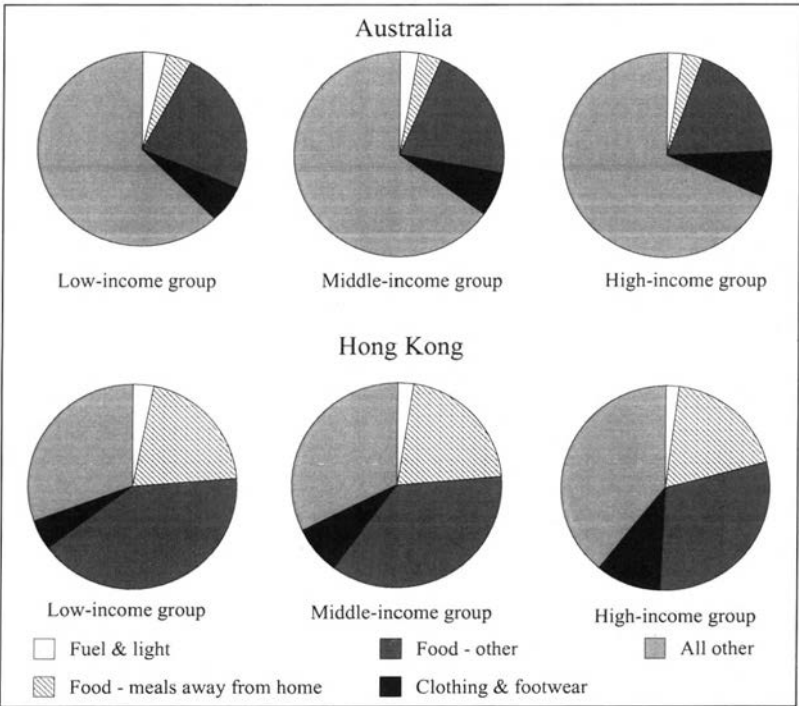 Australia
Low-income group
Middle-income group
High-income group
Hong Kong
Low-income group
Middle-income group
High-income group
Fuel & light
Food - other
All other
Food - meals away from home
Clothing & footwear